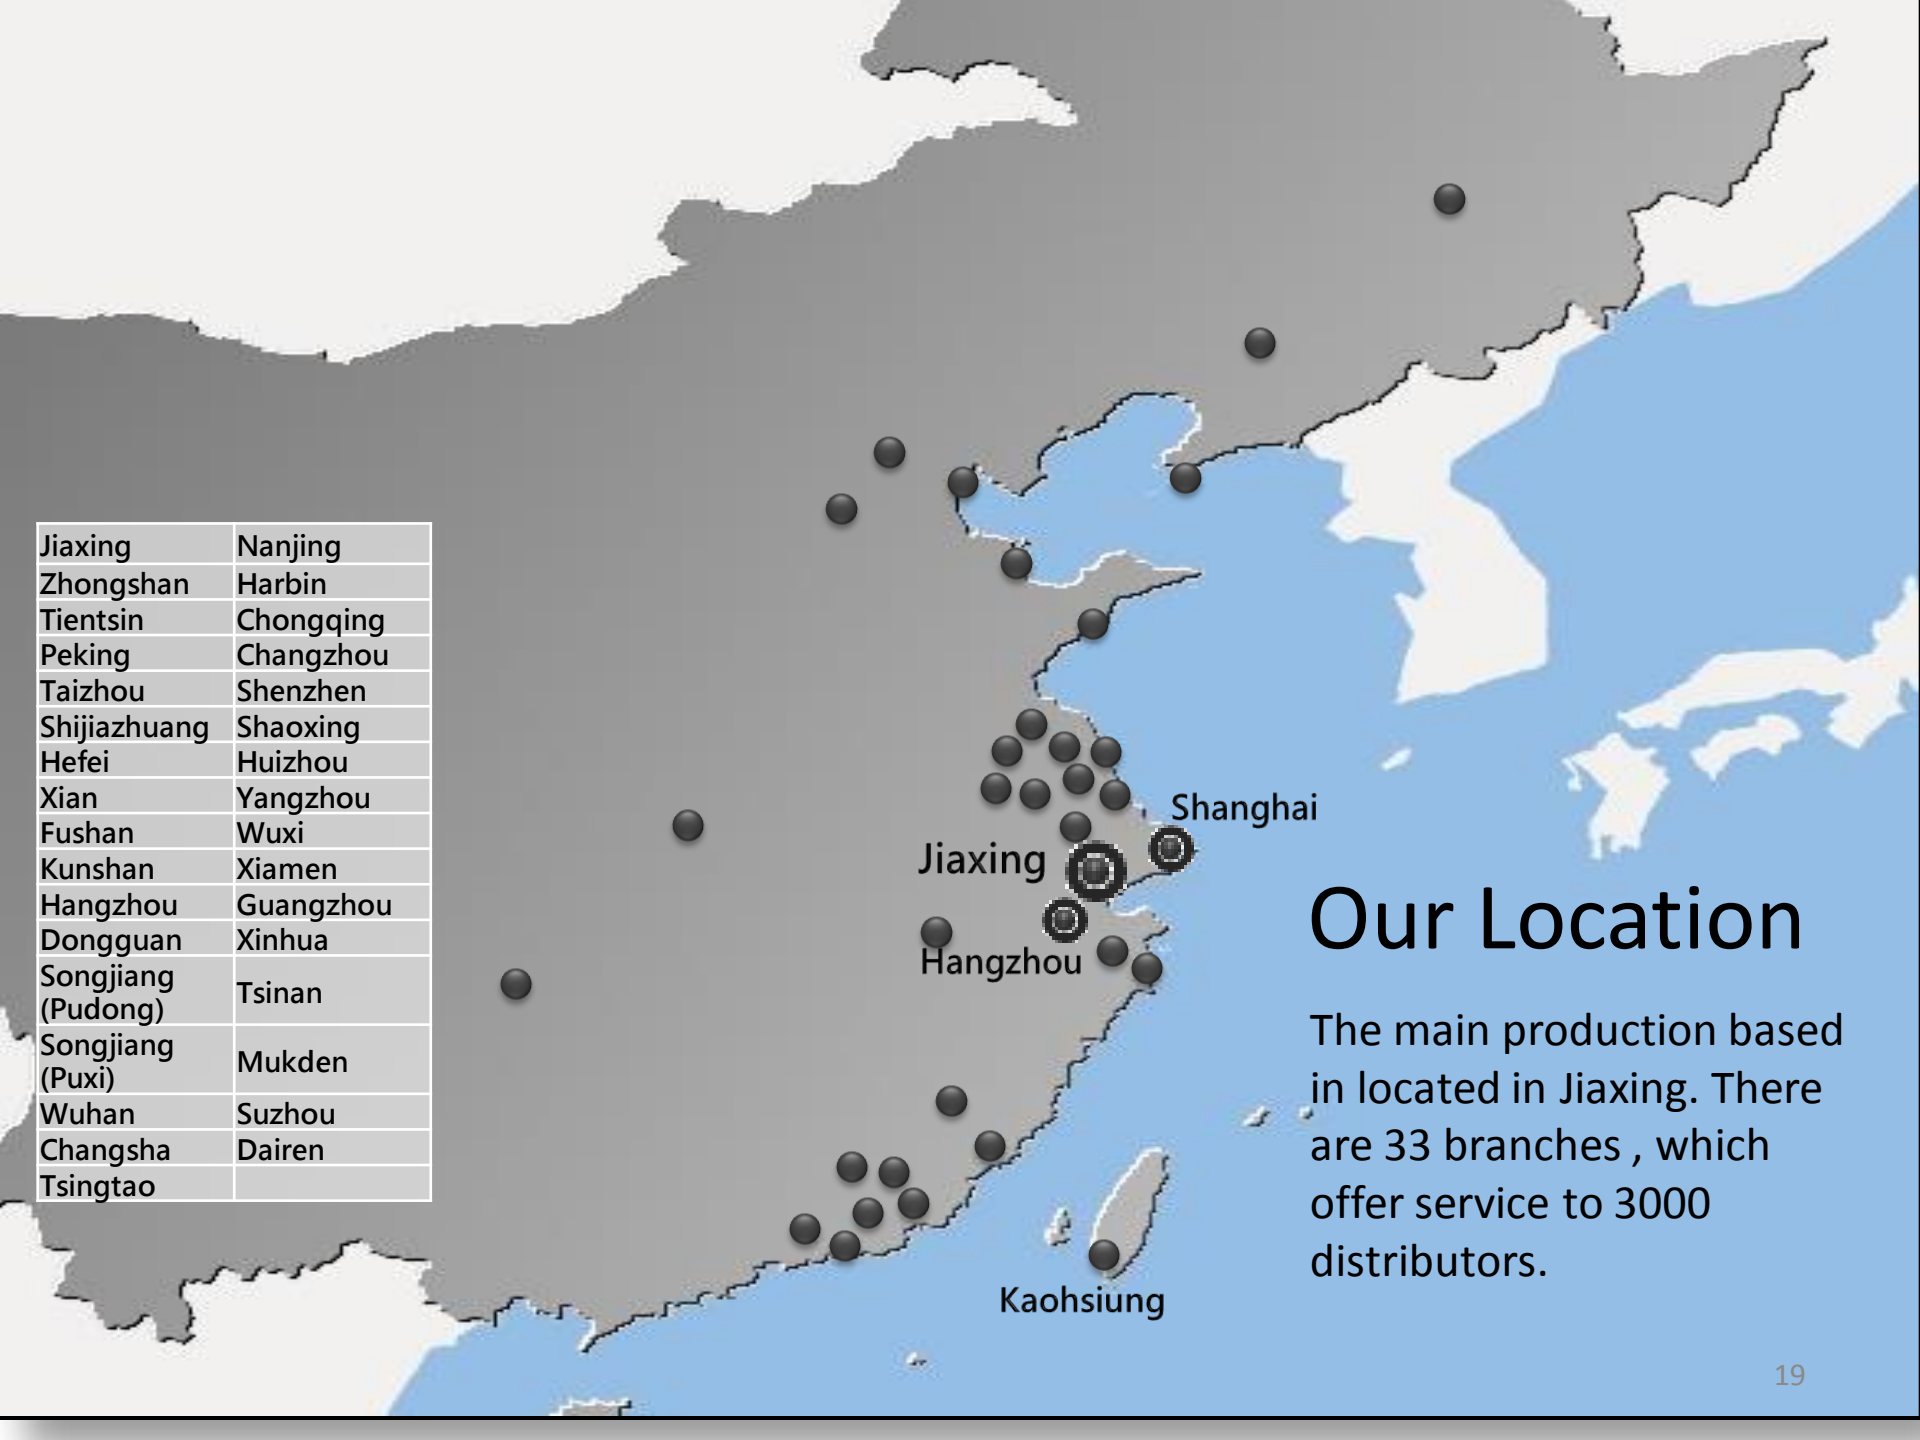 Jiaxing Nanjing
Zhongshan Harbin
Tientsin Chongqing
Peking Changzhou
Taizhou Shenzhen
Shijiazhuang Shaoxing
Hefei Huizhou
Xian Yangzhou
Fushan Wuxi
Kunshan Xiamen
Hangzhou Guangzhou
Dongguan Xinhua
Songjiang
(Pudong) Tsinan
Songjiang
(Puxi) Mukden
Wuhan Suzhou
Changsha Dairen
Tsingtao
Shanghai
Jiaxing
Hangzhou
Kaohsiung
Our Location
The main production based
in located in Jiaxing. There
are 33 branches , which
offer service to 3000
distributors.
19